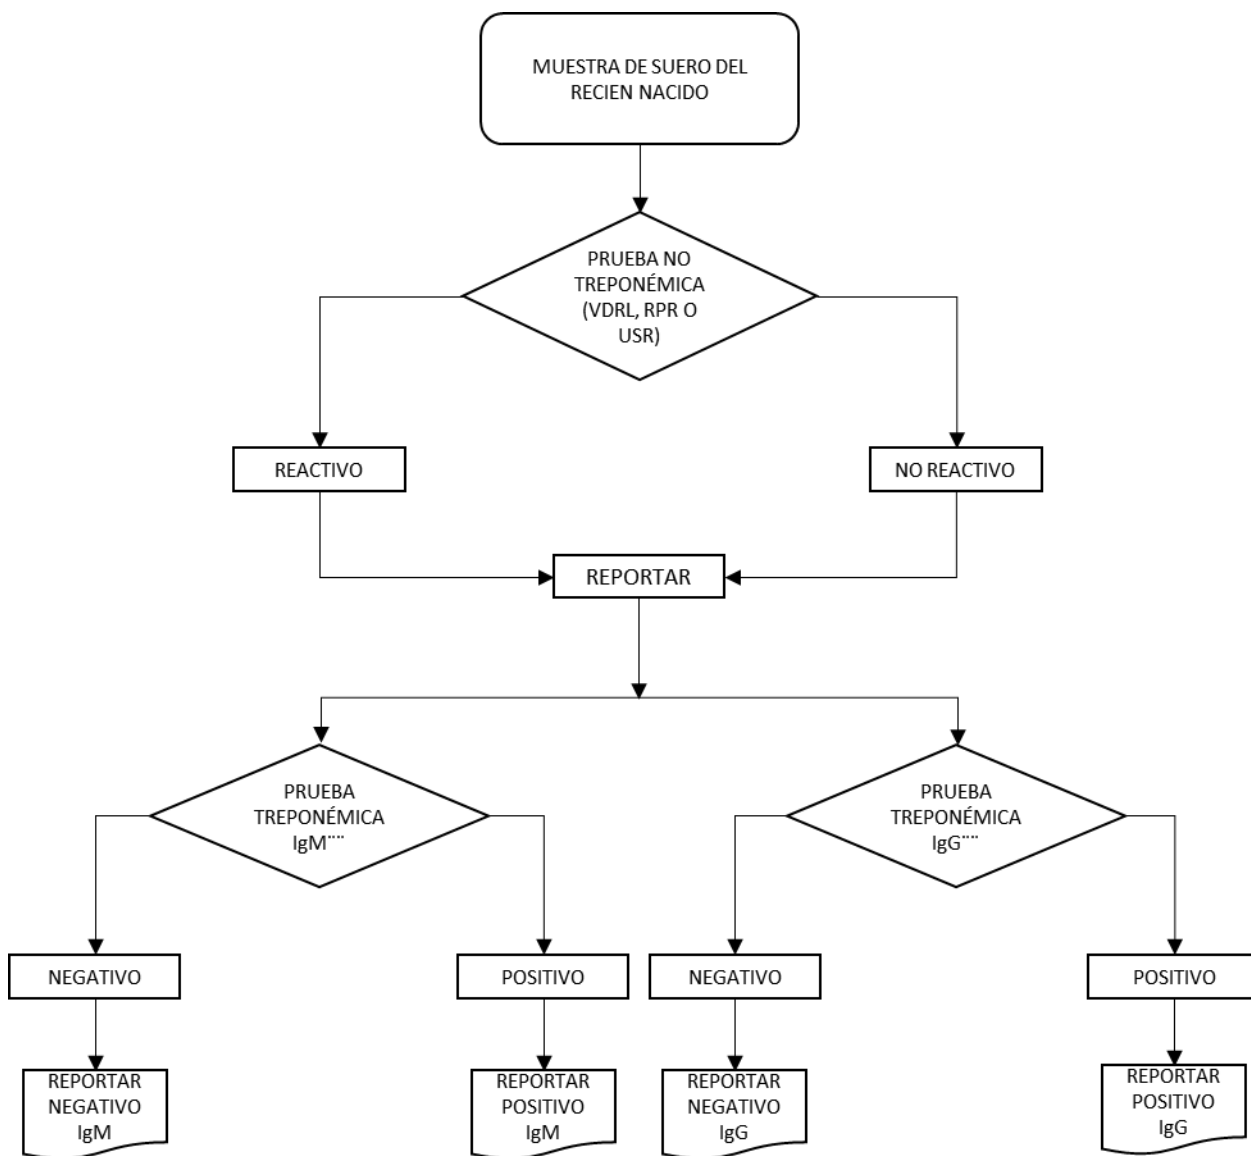 MUESTRA DE SUERO DEL
RECIEN NACIDO
PRUEBA NO
TREPONÉMICA
(VDRL, RPR O
USR)
REACTIVO
NO REACTIVO
REPORTAR
PRUEBA
TREPONÉMICA
IgM¨¨
PRUEBA
TREPONÉMICA
IgG¨¨
NEGATIVO
POSITIVO
NEGATIVO
POSITIVO
REPORTAR
NEGATIVO
IgM
REPORTAR
POSITIVO
IgM
REPORTAR
NEGATIVO
IgG
REPORTAR
POSITIVO
IgG